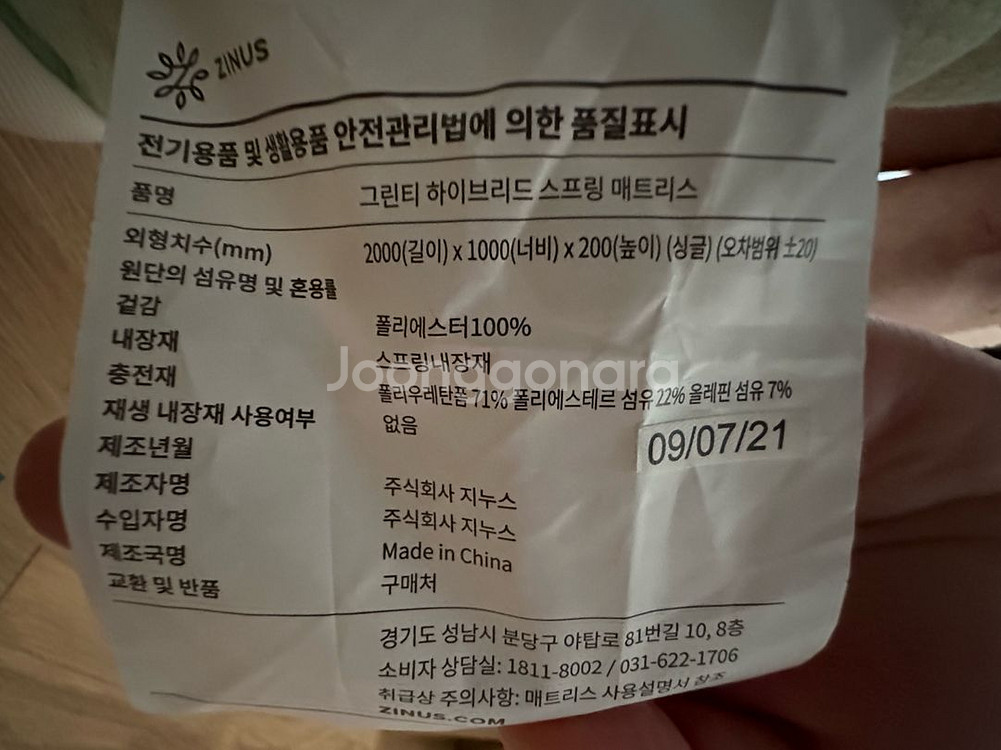 ZINUS
전기용품 및 생활용품 안전관리법에 의한 품질표시
품명 그린티 하이브리드 스프링 매트리스
외형치수(mm) 2000(길이) x 1000(너비) x 200(높이) (싱글) (오차범위 ±20)
원단의 섬유명 및 혼용률
겉감 폴리에스터100%
내장재 스프링내장재
Joonggonara
충전재 폴리우레탄폼 71% 폴리에스테르 섬유 22% 올레핀 섬유 7%
재생 내장재 사용여부 없음
제조년월 09/07/21
제조자명 주식회사 지누스
수입자명 주식회사 지누스
제조국명 Made in China
교환 및 반품 구매처
경기도 성남시 분당구 야탑로 81번길 10, 8층
소비자 상담실: 1811-8002 / 031-622-1706
취급상 주의사항: 매트리스 사용설명서 참조
ZINUS.COM